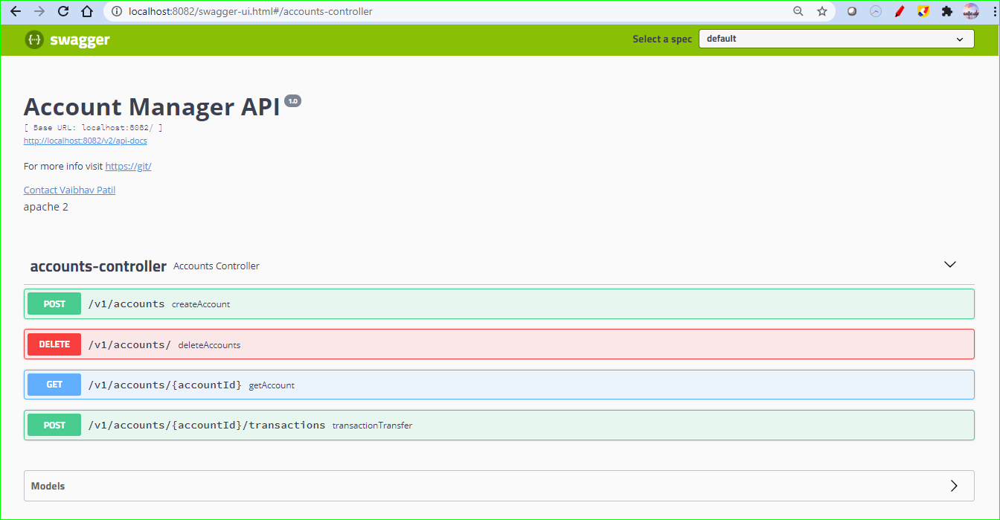 localhost:8082/swagger-ui.html#/accounts-controller
{···} swagger Select a spec default
Account Manager API 1.0
[ Base URL: localhost:8082/ ]
http://localhost:8082/v2/api-docs
For more info visit https://git/
Contact Vaibhav Patil
apache 2
accounts-controller Accounts Controller
POST /v1/accounts createAccount
DELETE /v1/accounts/ deleteAccounts
GET /v1/accounts/{accountId} getAccount
POST /v1/accounts/{accountId}/transactions transactionTransfer
Models